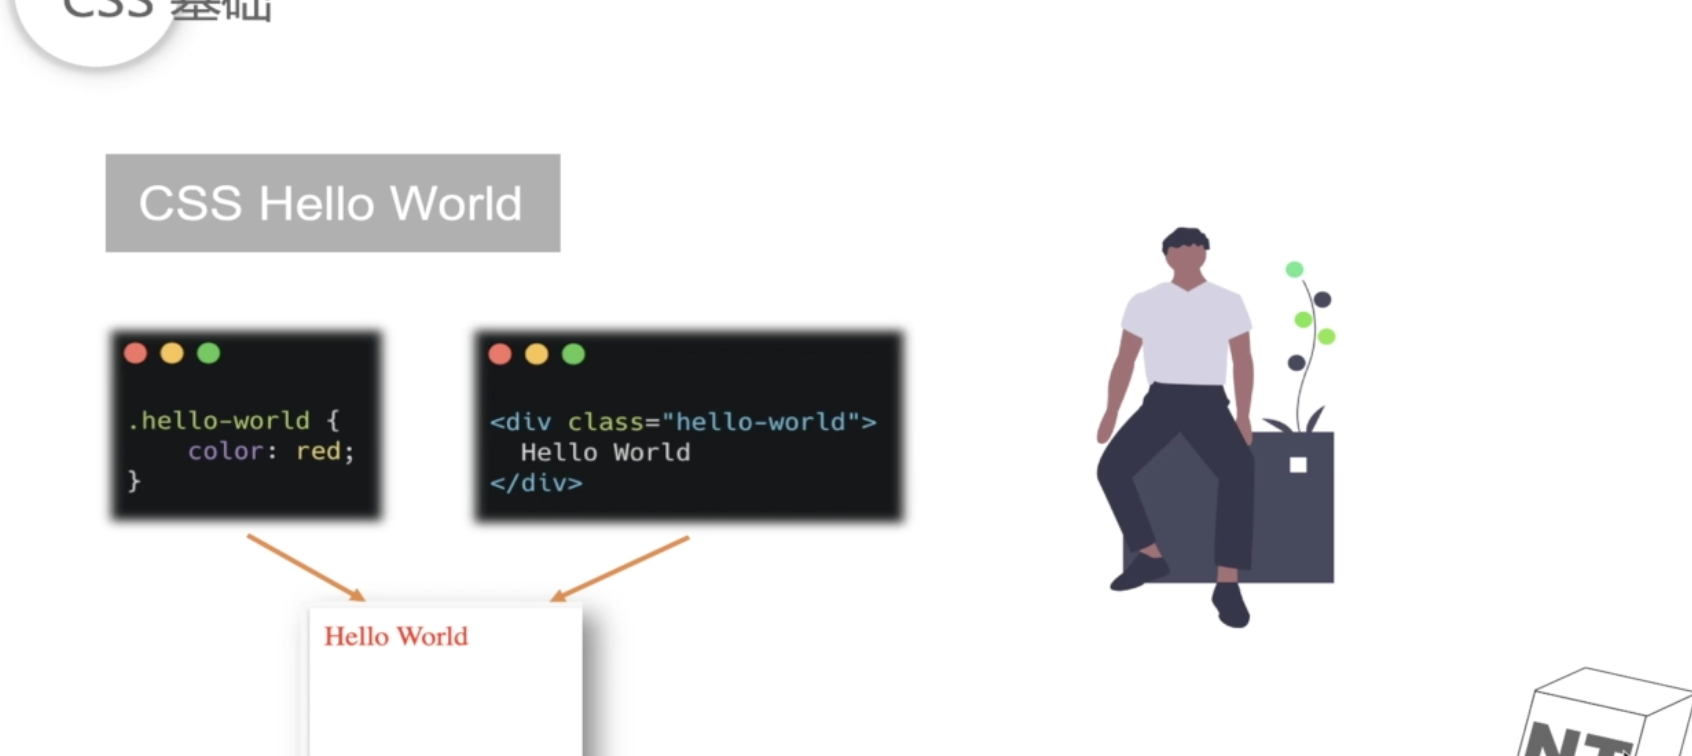 CSS 基础
CSS Hello World
.hello-world {
    color: red;
}
<div class="hello-world">
  Hello World
</div>
Hello World
NT